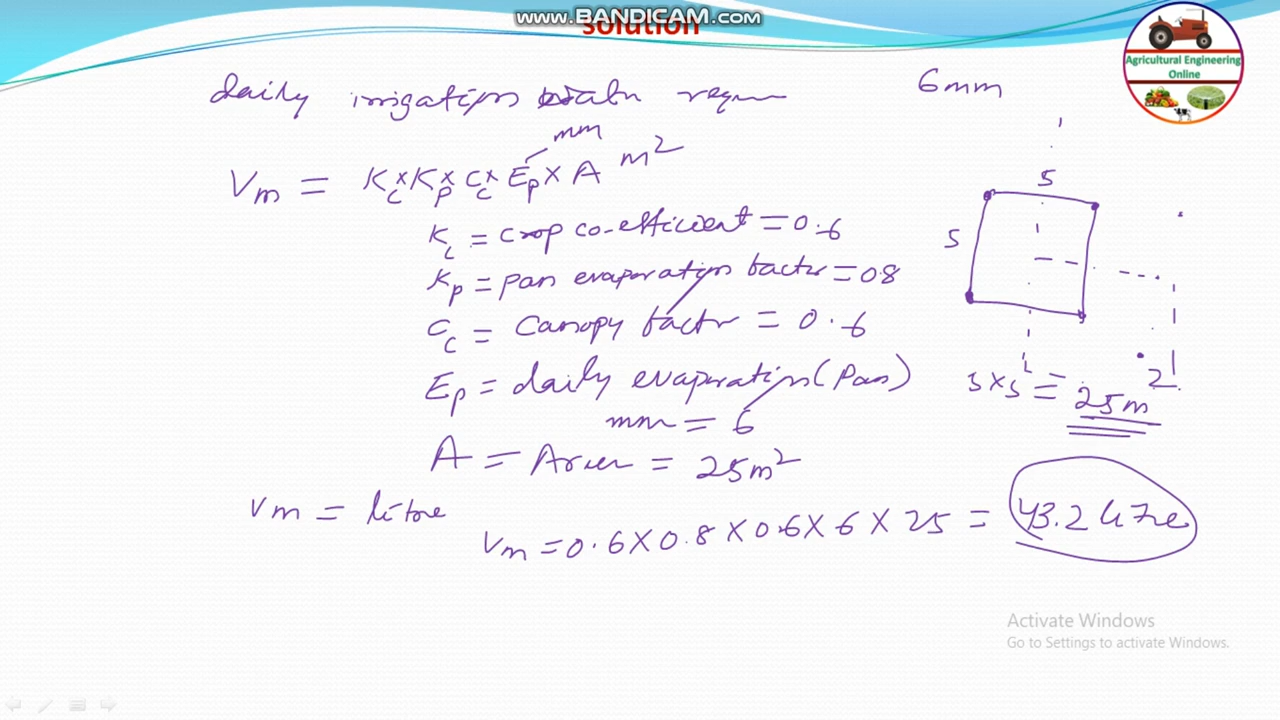 www.BANDICAM.com
solution
Agricultural Engineering
Online
daily irrigation water requ
6mm
mm
Vm = Kc × Kp × Cc × Ep × A m²
Kc = crop co-efficient = 0.6
Kp = pan evaporation factor = 0.8
Cc = Canopy factor = 0.6
Ep = daily evaporation (Pan)
mm = 6
A = Area = 25m²
5
5
5×5 = 25m²
Vm = litre
Vm = 0.6 × 0.8 × 0.6 × 6 × 25 = 43.2 litre
Activate Windows
Go to Settings to activate Windows.